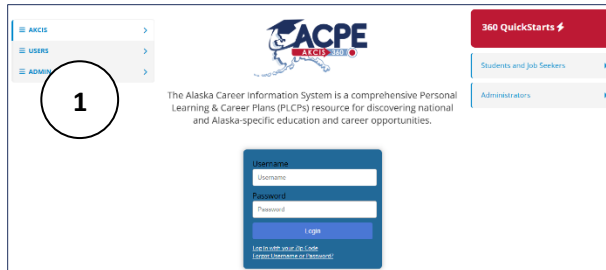 ≡ AKCIS
≡ USERS
≡ ADMIN
1
ACPE
AKCIS 360
The Alaska Career Information System is a comprehensive Personal
Learning & Career Plans (PLCPs) resource for discovering national
and Alaska-specific education and career opportunities.
Username
Username
Password
Password
Login
Log In with your Zip Code
Forgot Username or Password?
360 QuickStarts
Students and Job Seekers
Administrators